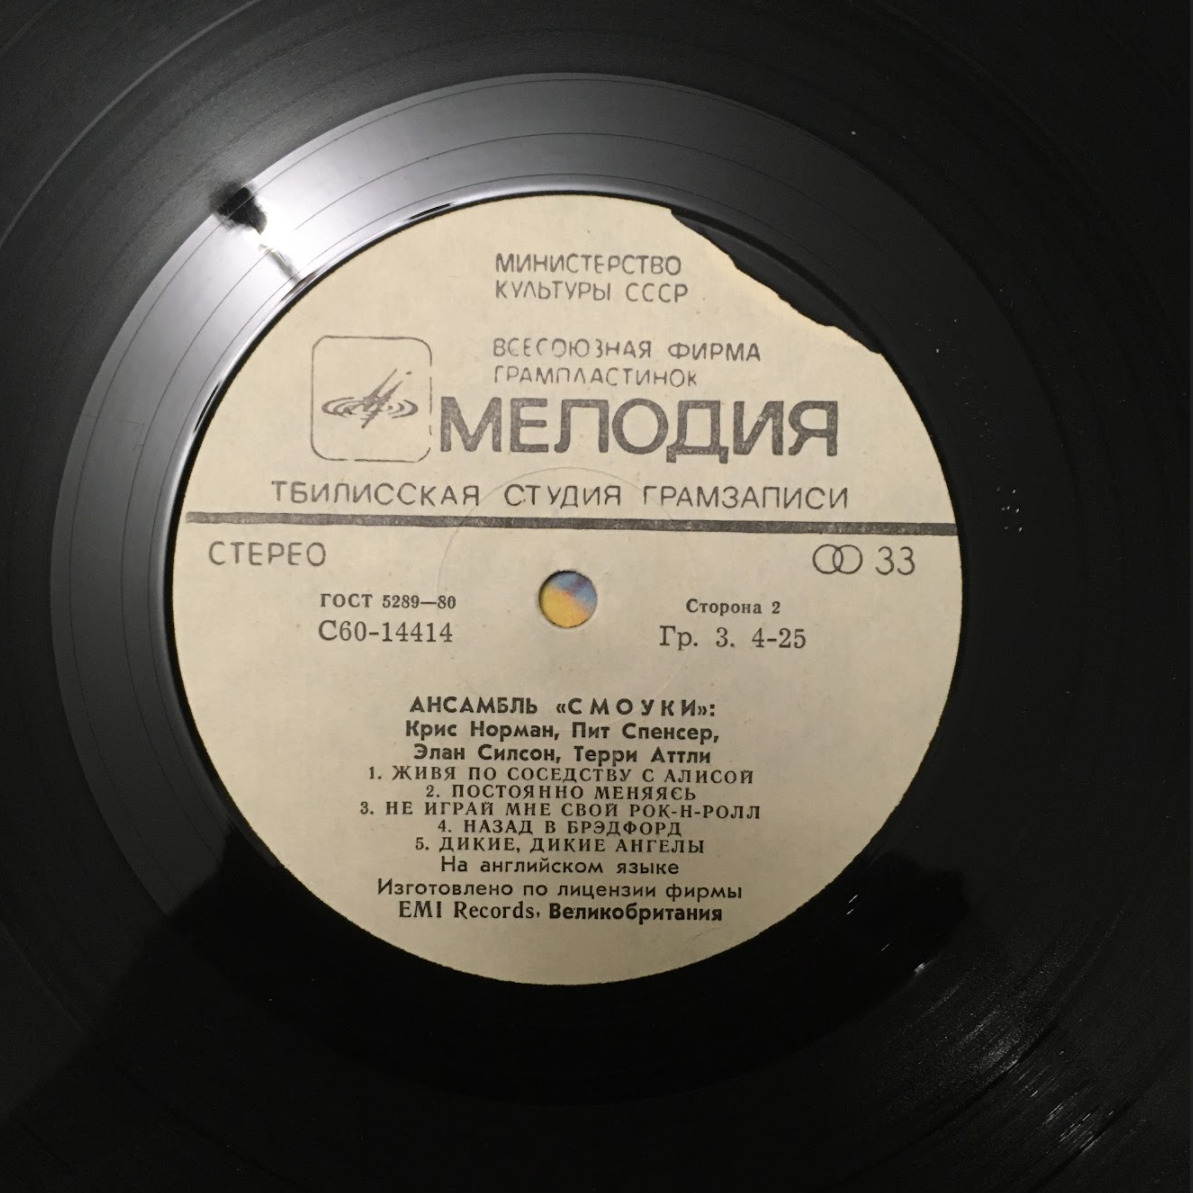 МИНИСТЕРСТВО
КУЛЬТУРЫ СССР
ВСЕСОЮЗНАЯ ФИРМА
ГРАМПЛАСТИНОК
МЕЛОДИЯ
ТБИЛИССКАЯ СТУДИЯ ГРАМЗАПИСИ
СТЕРЕО 33
ГОСТ 5289—80 Сторона 2
С60-14414 Гр. 3. 4-25
АНСАМБЛЬ «СМОУКИ»:
Крис Норман, Пит Спенсер,
Элан Силсон, Терри Аттли
1. ЖИВЯ ПО СОСЕДСТВУ С АЛИСОЙ
2. ПОСТОЯННО МЕНЯЯСЬ
3. НЕ ИГРАЙ МНЕ СВОЙ РОК-Н-РОЛЛ
4. НАЗАД В БРЭДФОРД
5. ДИКИЕ, ДИКИЕ АНГЕЛЫ
На английском языке
Изготовлено по лицензии фирмы
EMI Records, Великобритания